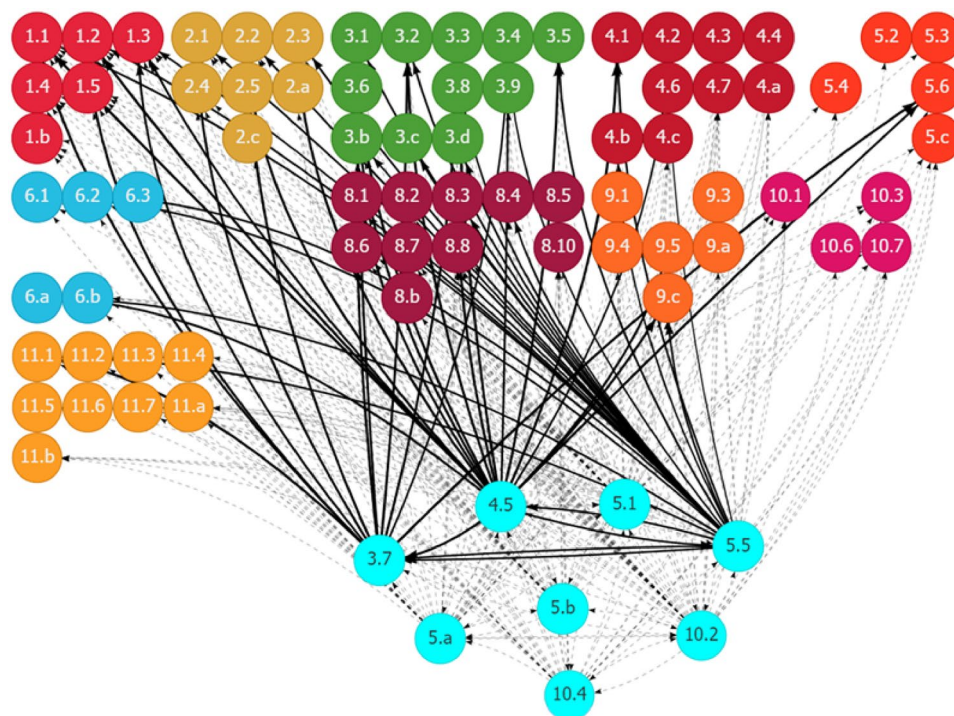 1.1 1.2 1.3 2.1 2.2 2.3 3.1 3.2 3.3 3.4 3.5 4.1 4.2 4.3 4.4 5.2 5.3
1.4 1.5 2.4 2.5 2.a 3.6 3.8 3.9 4.6 4.7 4.a 5.4 5.6
1.b 2.c 3.b 3.c 3.d 4.b 4.c 5.c
6.1 6.2 6.3 8.1 8.2 8.3 8.4 8.5 9.1 9.3 10.1 10.3
8.6 8.7 8.8 8.10 9.4 9.5 9.a 10.6 10.7
6.a 6.b 8.b 9.c
11.1 11.2 11.3 11.4
11.5 11.6 11.7 11.a
11.b
4.5 5.1
3.7 5.5
5.b
5.a 10.2
10.4